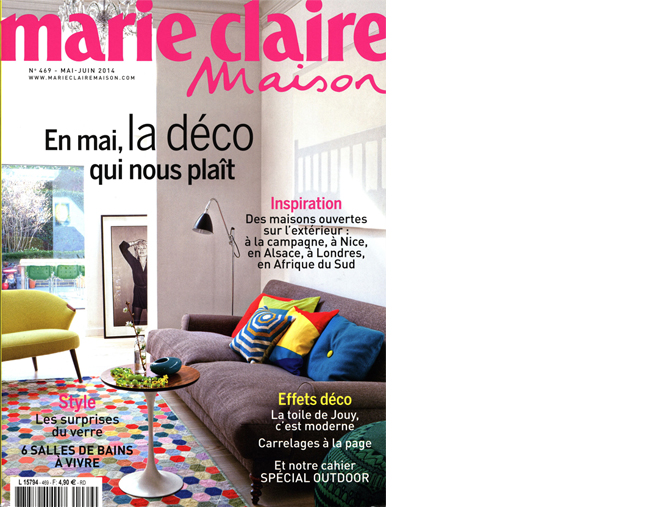 marie claire
Maison
N° 469 - MAI-JUIN 2014
WWW.MARIECLAIREMAISON.COM
En mai, la déco
qui nous plaît
Inspiration
Des maisons ouvertes
sur l'extérieur :
à la campagne, à Nice,
en Alsace, à Londres,
en Afrique du Sud
Style
Les surprises
du verre
6 SALLES DE BAINS
À VIVRE
Effets déco
La toile de Jouy,
c'est moderne
Carrelages à la page
Et notre cahier
SPÉCIAL OUTDOOR
L 15794 - 469 - F: 4,90 € - RD